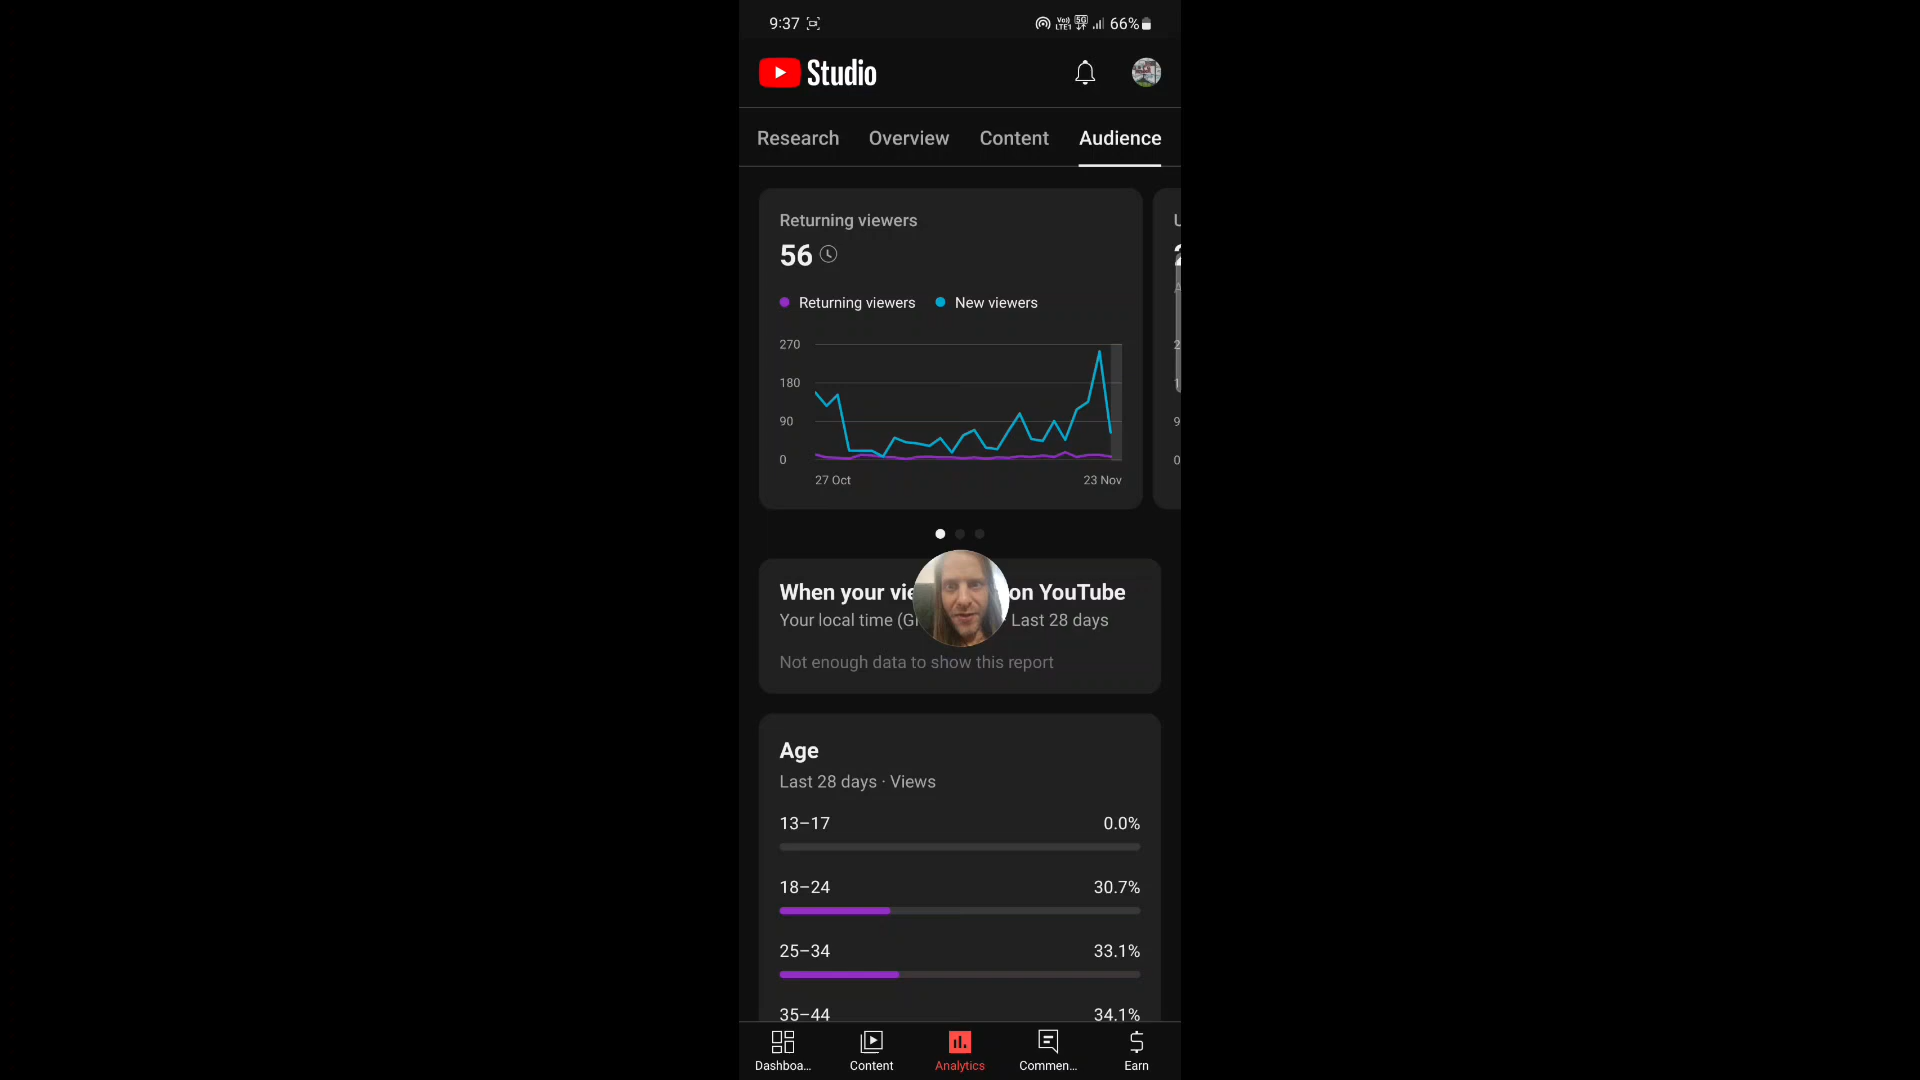 9:37
Vo))
LTE1
5G
66%
Studio
Research Overview Content Audience
Returning viewers
56
Returning viewers New viewers
270
180
90
0
27 Oct 23 Nov
When your on YouTube
Your local time Last 28 days
Not enough data to show this report
Age
Last 28 days · Views
13–17 0.0%
18–24 30.7%
25–34 33.1%
35–44 34.1%
Dashboa... Content Analytics Commen... Earn